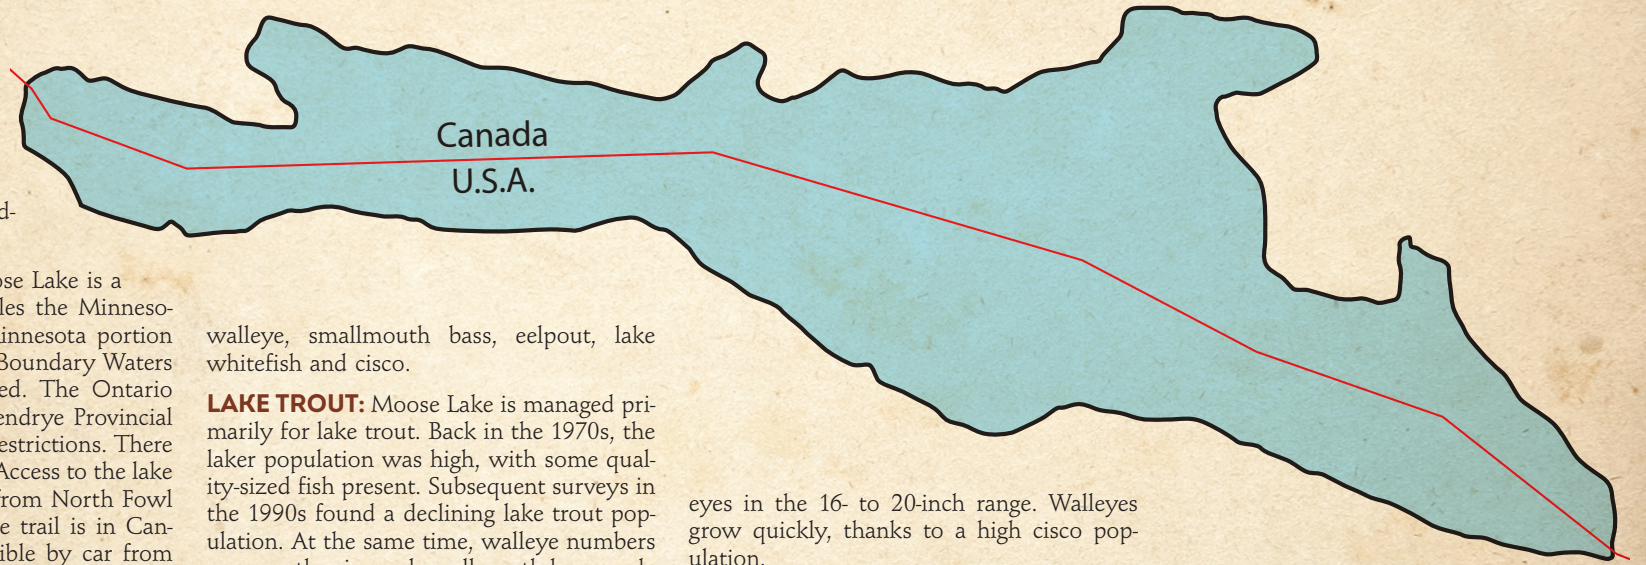 Canada
U.S.A.
d-
ose Lake is a
les the Minneso-
innesota portion
Boundary Waters
ed. The Ontario
endrye Provincial
estrictions. There
Access to the lake
from North Fowl
e trail is in Can-
ible by car from
walleye, smallmouth bass, eelpout, lake
whitefish and cisco.
LAKE TROUT: Moose Lake is managed pri-
marily for lake trout. Back in the 1970s, the
laker population was high, with some qual-
ity-sized fish present. Subsequent surveys in
the 1990s found a declining lake trout pop-
ulation. At the same time, walleye numbers
eyes in the 16- to 20-inch range. Walleyes
grow quickly, thanks to a high cisco pop-
ulation.